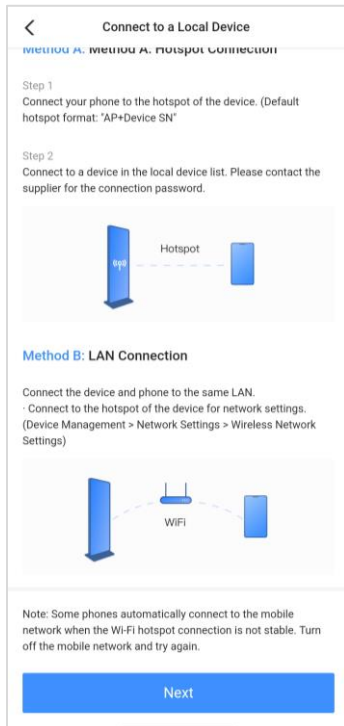 Connect to a Local Device
Method A: Method A: Hotspot Connection
Step 1
Connect your phone to the hotspot of the device. (Default
hotspot format: "AP+Device SN"
Step 2
Connect to a device in the local device list. Please contact the
supplier for the connection password.
Hotspot
Method B: LAN Connection
Connect the device and phone to the same LAN.
· Connect to the hotspot of the device for network settings.
(Device Management > Network Settings > Wireless Network
Settings)
WiFi
Note: Some phones automatically connect to the mobile
network when the Wi-Fi hotspot connection is not stable. Turn
off the mobile network and try again.
Next